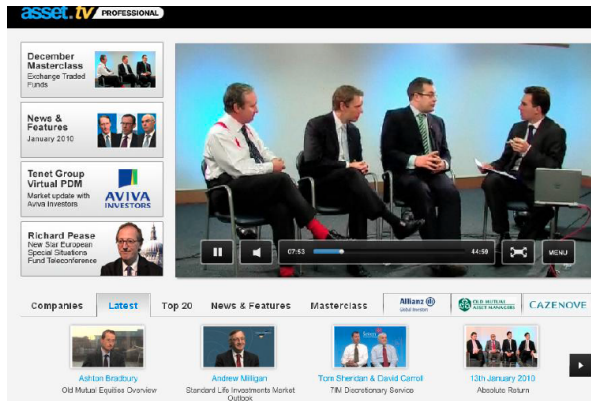 asset.tv PROFESSIONAL
December
Masterclass
Exchange Traded
Funds
News &
Features
January 2010
Tenet Group
Virtual PDM
Market update with
Aviva Investors
AVIVA
INVESTORS
Richard Pease
New Star European
Special Situations
Fund Teleconference
07:53
44:59
MENU
Companies
Latest
Top 20
News & Features
Masterclass
Allianz
Global Investors
OLD MUTUAL
ASSET MANAGERS
CAZENOVE
Ashton Bradbury
Old Mutual Equities Overview
Andrew Milligan
Standard Life Investments Market
Outlook
Tom Sheridan & David Carroll
TIM Discretionary Service
13th January 2010
Absolute Return